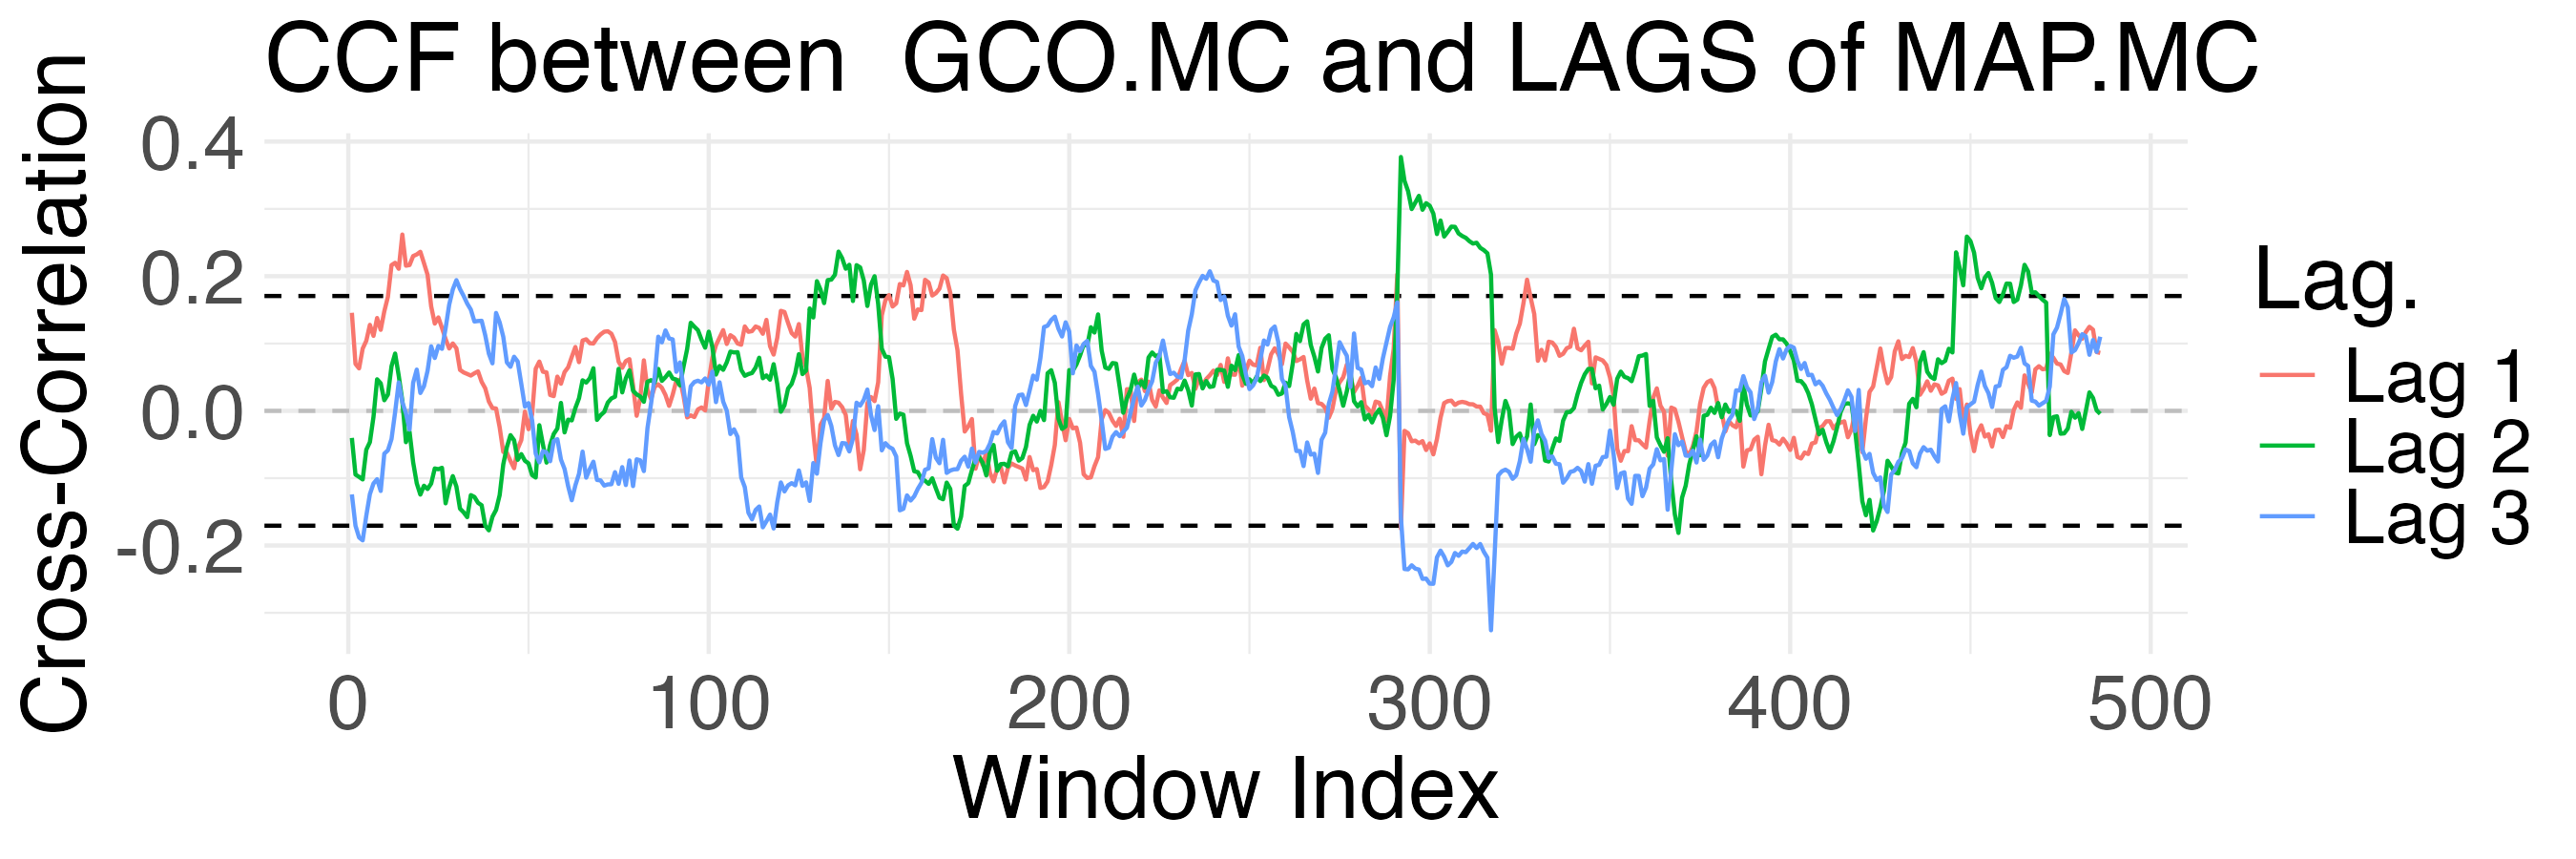 CCF between  GCO.MC and LAGS of MAP.MC
Cross-Correlation
0.4
0.2
0.0
-0.2
0
100
200
300
400
500
Window Index
Lag.
Lag 1
Lag 2
Lag 3